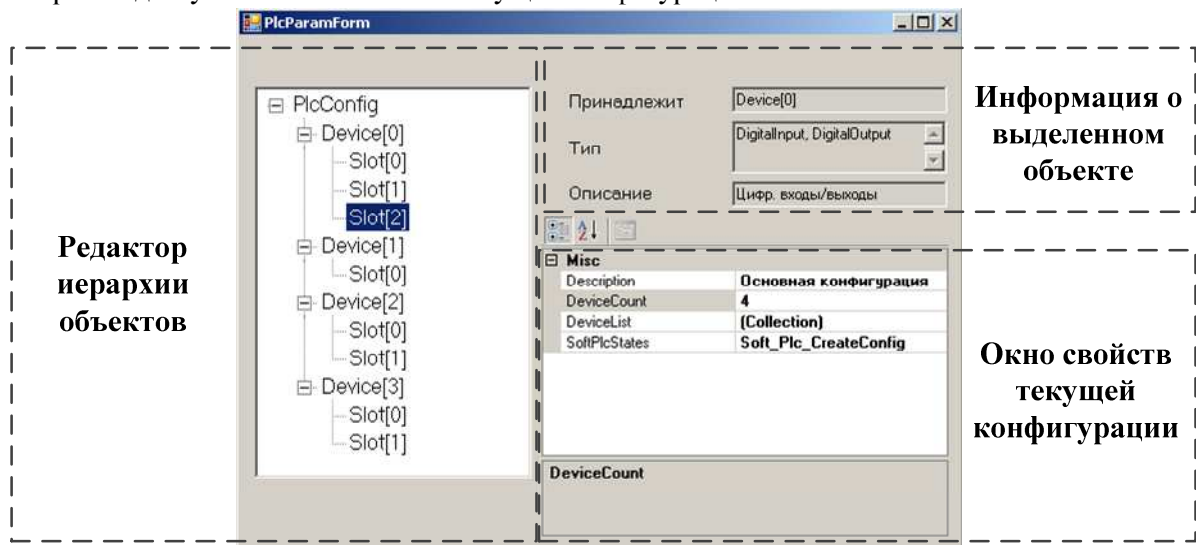 PlcParamForm
Редактор
иерархии
объектов
PlcConfig
Device[0]
Slot[0]
Slot[1]
Slot[2]
Device[1]
Slot[0]
Device[2]
Slot[0]
Slot[1]
Device[3]
Slot[0]
Slot[1]
Принадлежит Device[0]
Тип DigitalInput, DigitalOutput
Описание Цифр. входы/выходы
Информация о
выделенном
объекте
Misc
Description Основная конфигурация
DeviceCount 4
DeviceList (Collection)
SoftPlcStates Soft_Plc_CreateConfig
DeviceCount
Окно свойств
текущей
конфигурации